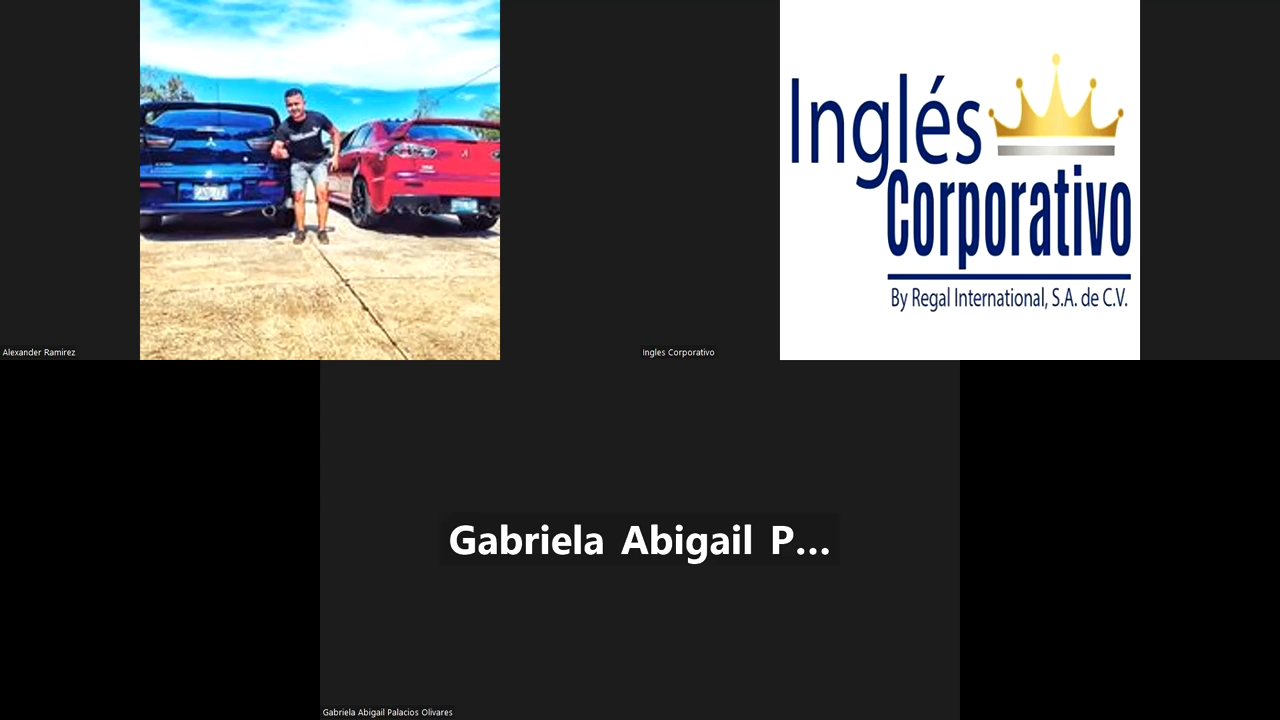 Inglés
Corporativo
By Regal International, S.A. de C.V.
Alexander Ramirez
Ingles Corporativo
Gabriela Abigail P...
Gabriela Abigail Palacios Olivares